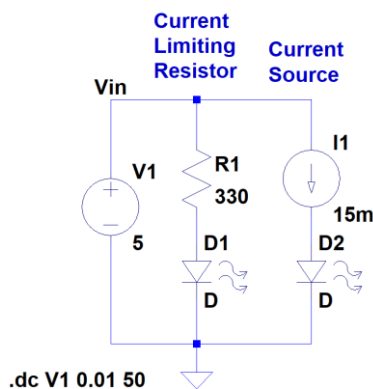 Current
Limiting
Resistor
Current
Source
Vin
V1
5
R1
330
I1
15m
D1
D
D2
D
.dc V1 0.01 50